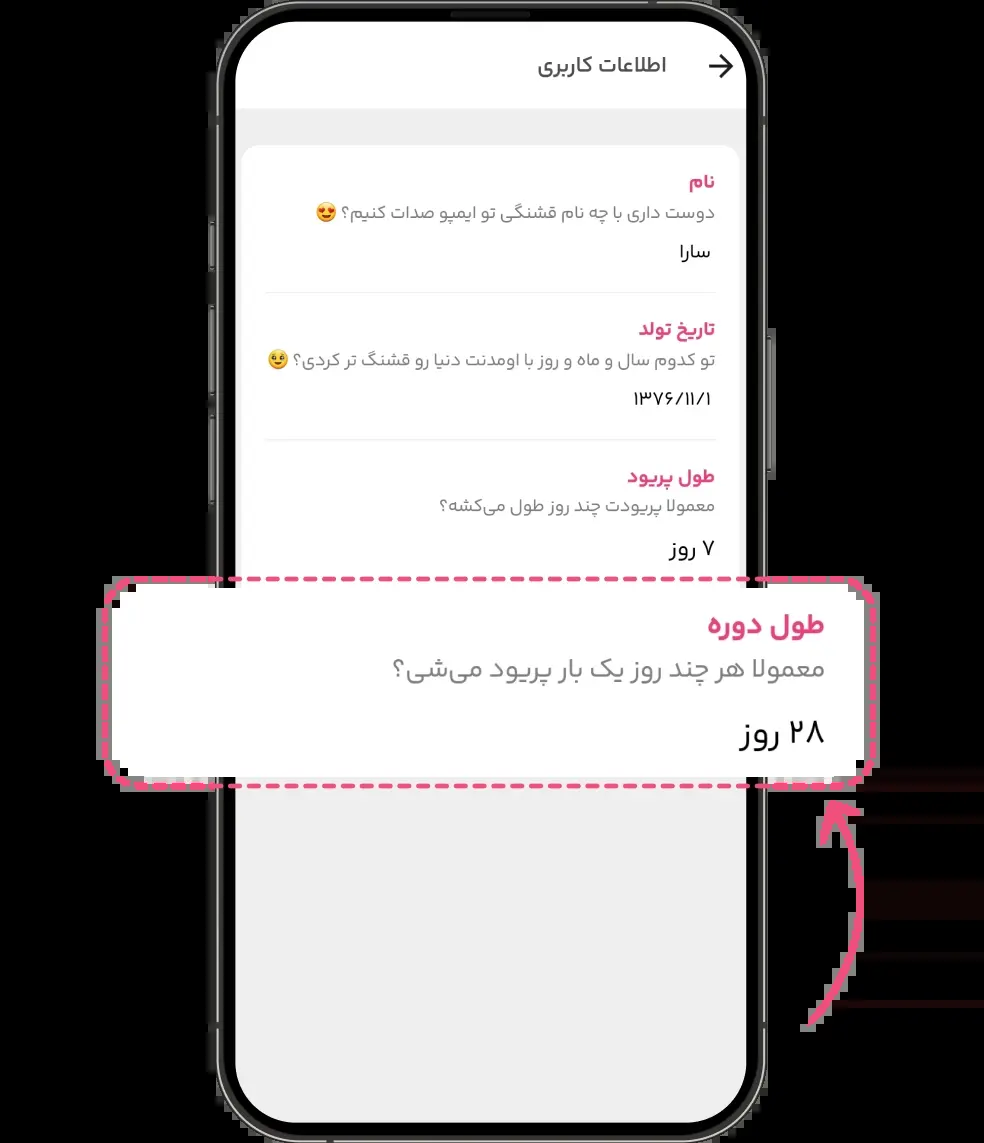 اطلاعات کاربری
نام
دوست داری با چه نام قشنگی تو ایمپو صدات کنیم؟ 😍
سارا
تاریخ تولد
تو کدوم سال و ماه و روز با اومدنت دنیا رو قشنگ تر کردی؟ 😉
۱۳۷۶/۱۱/۱
طول پریود
معمولا پریودت چند روز طول می‌کشه؟
۷ روز
طول دوره
معمولا هر چند روز یک بار پریود می‌شی؟
۲۸ روز